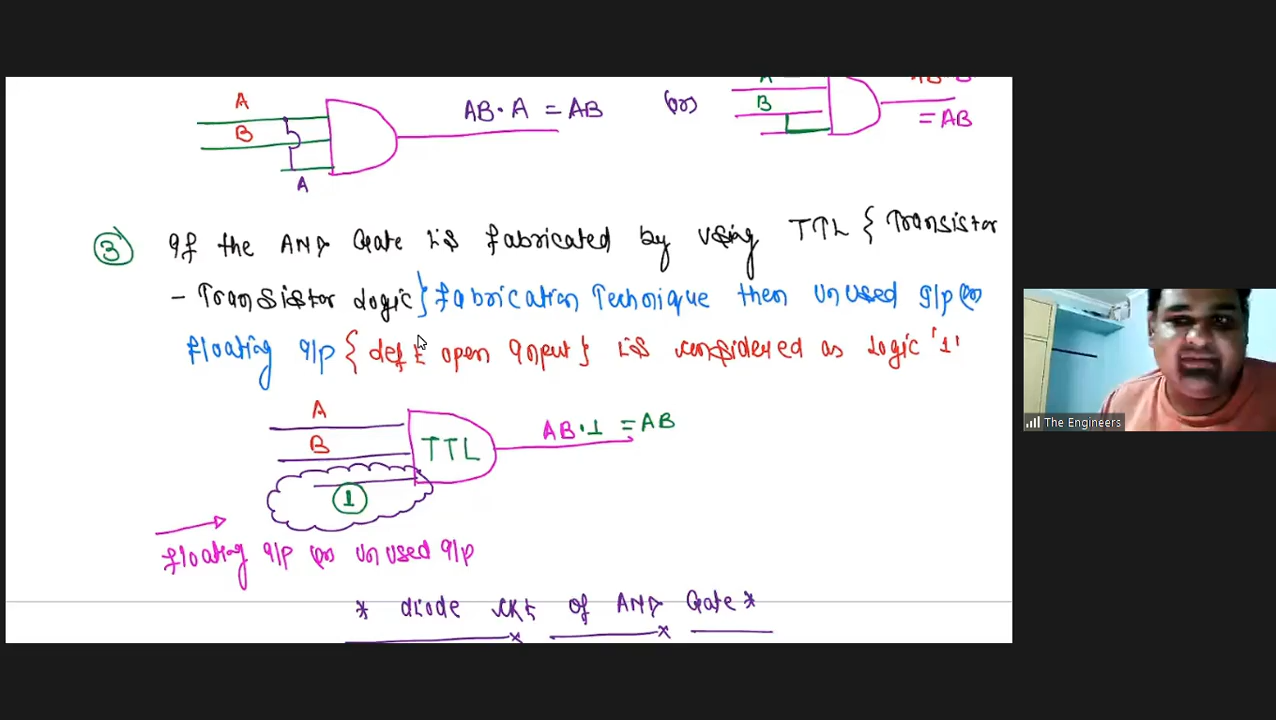 A
B
A
AB·A = AB
(or)
A
B
AB·B
= AB
③ If the AND Gate is fabricated by using TTL { Transistor
- Transistor Logic } fabrication Technique then unused I/p or
floating I/p { def open Input } is considered as logic '1'
A
B
1
TTL
AB·1 = AB
floating I/p or unused I/p
* diode ckt of AND Gate *
The Engineers